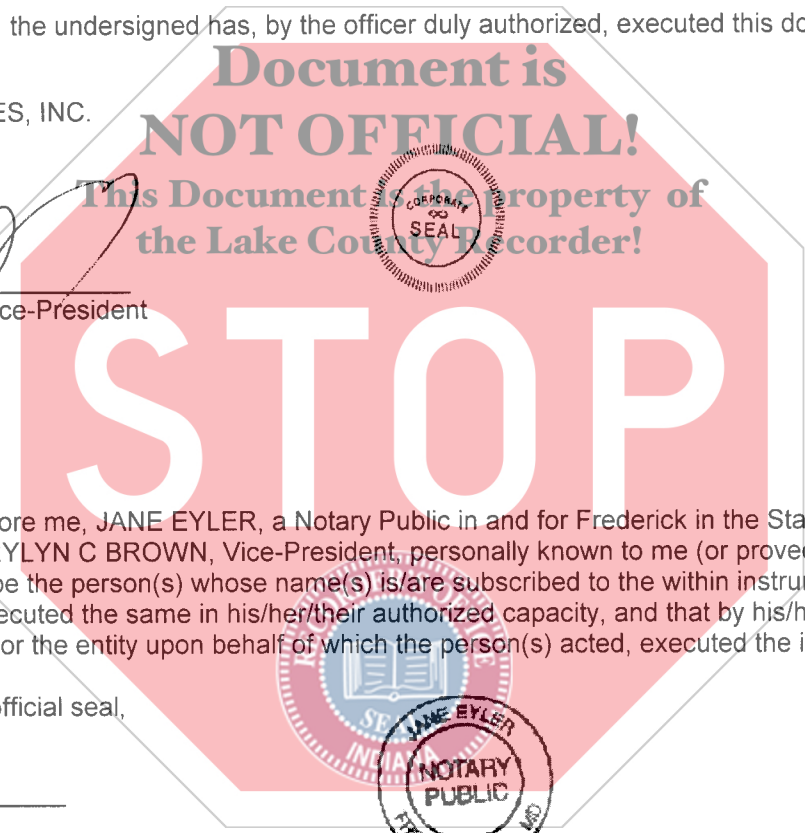 the undersigned has, by the officer duly authorized, executed this do
Document is
ES, INC.
NOT OFFICIAL!
This Document is the property of
the Lake County Recorder!
CORPORATE
SEAL
ce-President
STOP
ore me, JANE EYLER, a Notary Public in and for Frederick in the Sta
YLYN C BROWN, Vice-President, personally known to me (or proved
be the person(s) whose name(s) is/are subscribed to the within instru
ecuted the same in his/her/their authorized capacity, and that by his/h
or the entity upon behalf of which the person(s) acted, executed the i
SEAL
INDIANA
fficial seal,
JANE EYLER
NOTARY
PUBLIC
MD